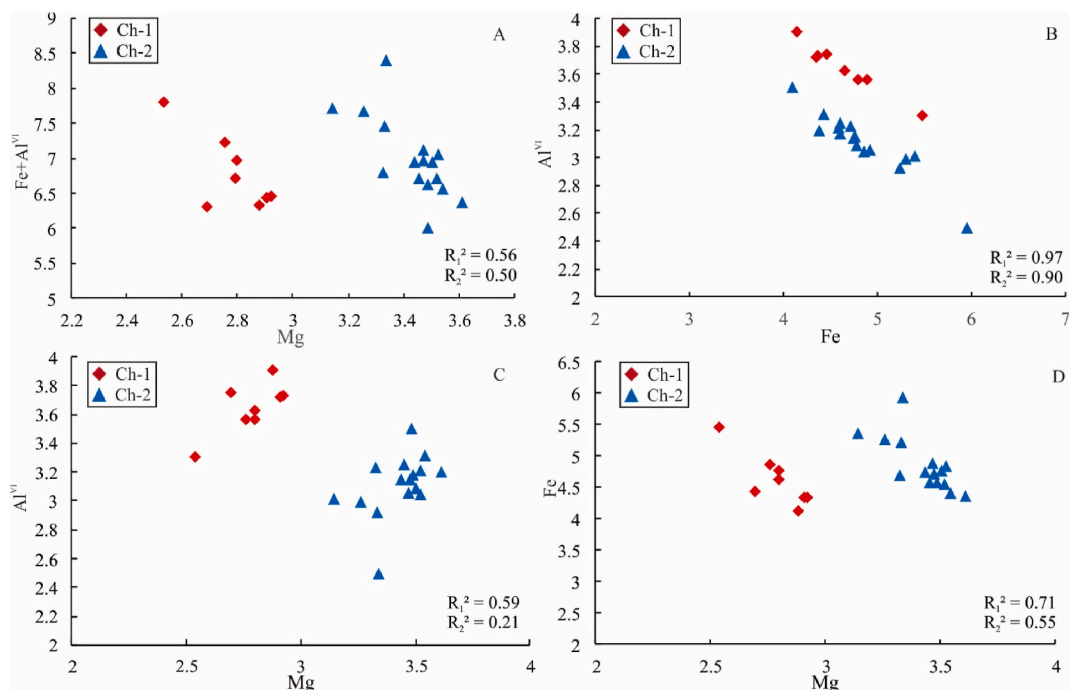 9
8.5
8
7.5
7
6.5
6
5.5
5
Fe+Al^VI
Ch-1
Ch-2
A
R₁² = 0.56
R₂² = 0.50
2.2 2.4 2.6 2.8 3 3.2 3.4 3.6 3.8
Mg
4
3.8
3.6
3.4
3.2
3
2.8
2.6
2.4
2.2
2
Al^VI
Ch-1
Ch-2
B
R₁² = 0.97
R₂² = 0.90
2 3 4 5 6 7
Fe
4
3.8
3.6
3.4
3.2
3
2.8
2.6
2.4
2.2
2
Al^VI
Ch-1
Ch-2
C
R₁² = 0.59
R₂² = 0.21
2 2.5 3 3.5 4
Mg
6.5
6
5.5
5
4.5
4
3.5
3
2.5
2
Fe
Ch-1
Ch-2
D
R₁² = 0.71
R₂² = 0.55
2 2.5 3 3.5 4
Mg